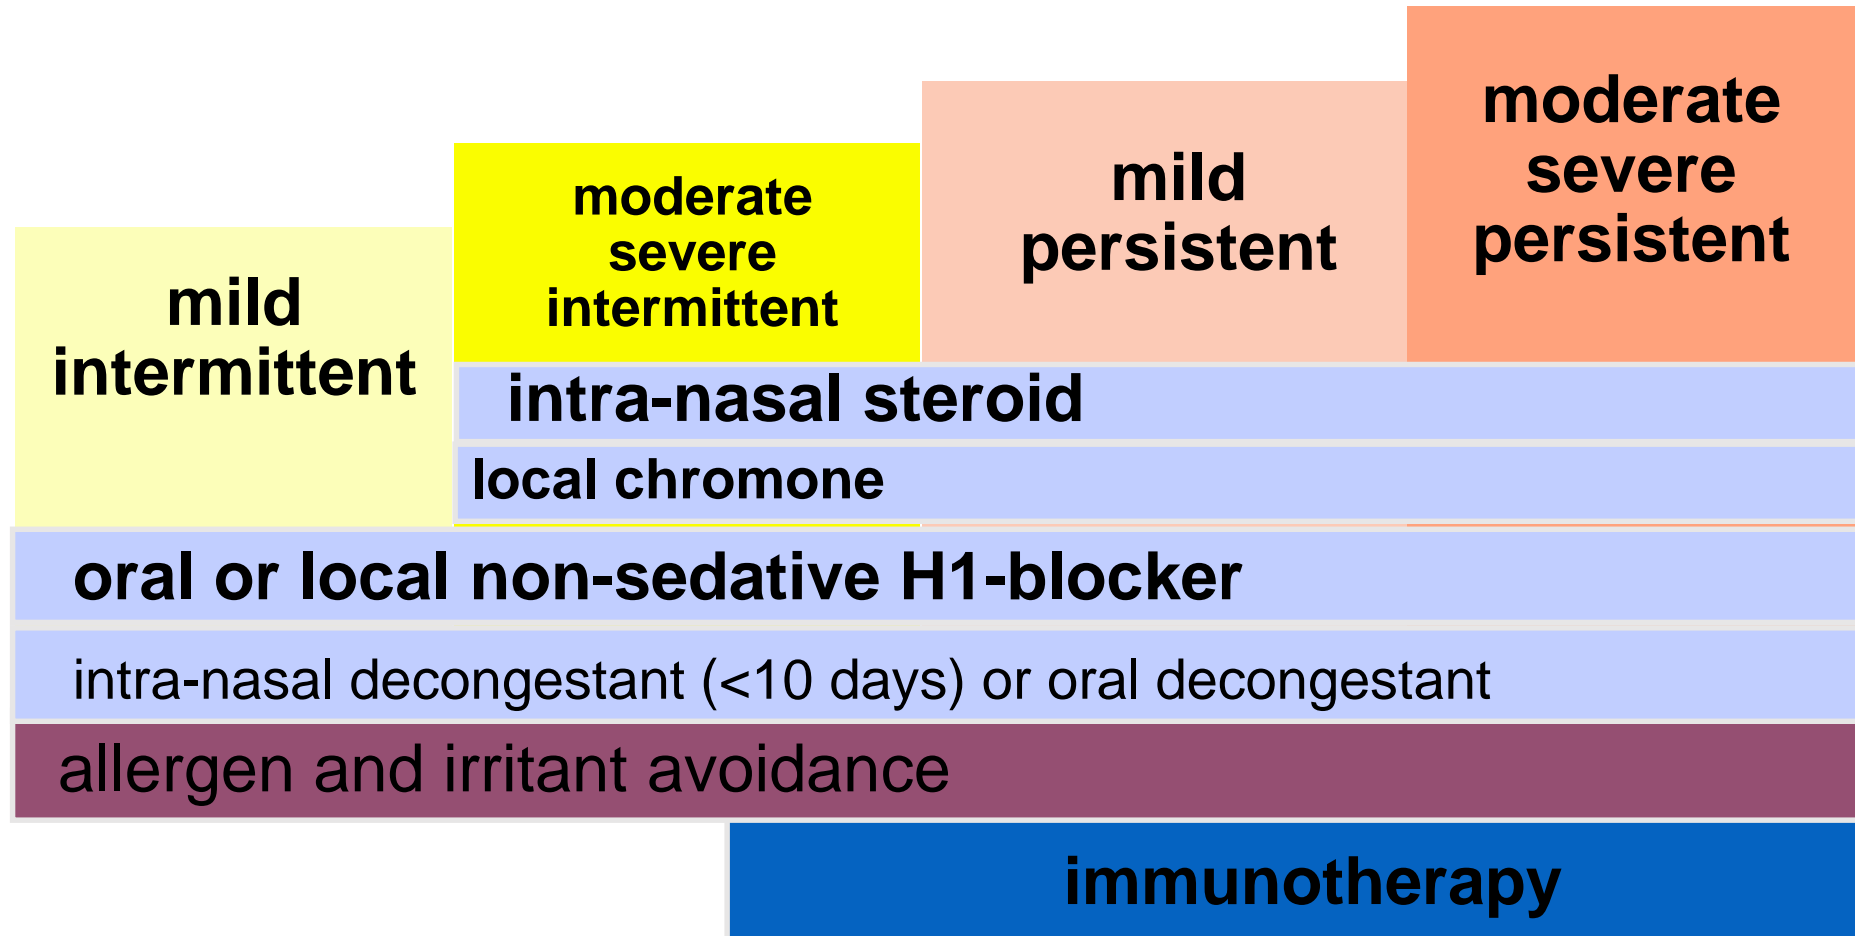 mild
intermittent
moderate
severe
intermittent
mild
persistent
moderate
severe
persistent
intra-nasal steroid
local chromone
oral or local non-sedative H1-blocker
intra-nasal decongestant (<10 days) or oral decongestant
allergen and irritant avoidance
immunotherapy